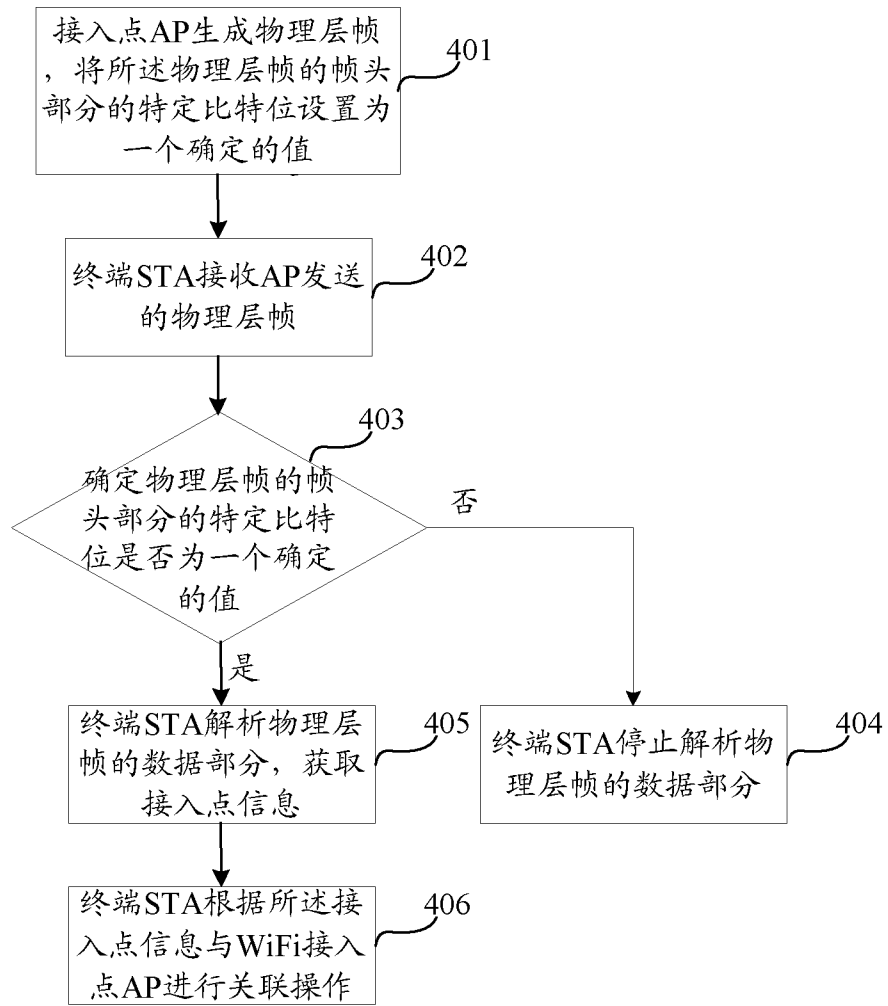 接入点AP生成物理层帧
，将所述物理层帧的帧头
部分的特定比特位设置为
一个确定的值
401
终端STA接收AP发送
的物理层帧
402
403
确定物理层帧的帧
头部分的特定比特
位是否为一个确定
的值
否
是
终端STA解析物理层
帧的数据部分，获取
接入点信息
405
终端STA停止解析物
理层帧的数据部分
404
终端STA根据所述接
入点信息与WiFi接入
点AP进行关联操作
406